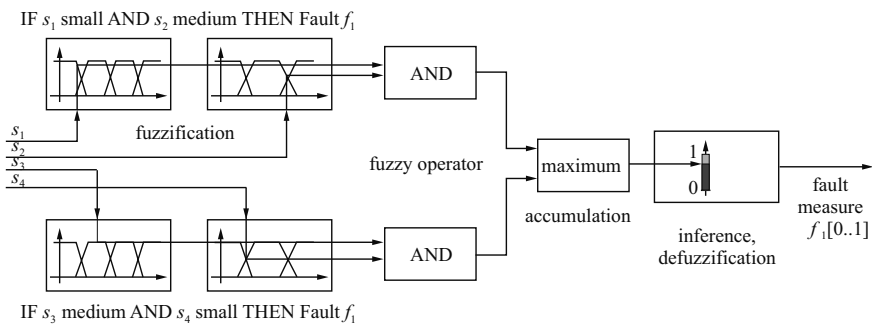 IF s₁ small AND s₂ medium THEN Fault f₁
AND
s₁
fuzzification
s₂
s₃
s₄
fuzzy operator
maximum
1
0
accumulation
fault
measure
f₁[0..1]
inference,
defuzzification
AND
IF s₃ medium AND s₄ small THEN Fault f₁